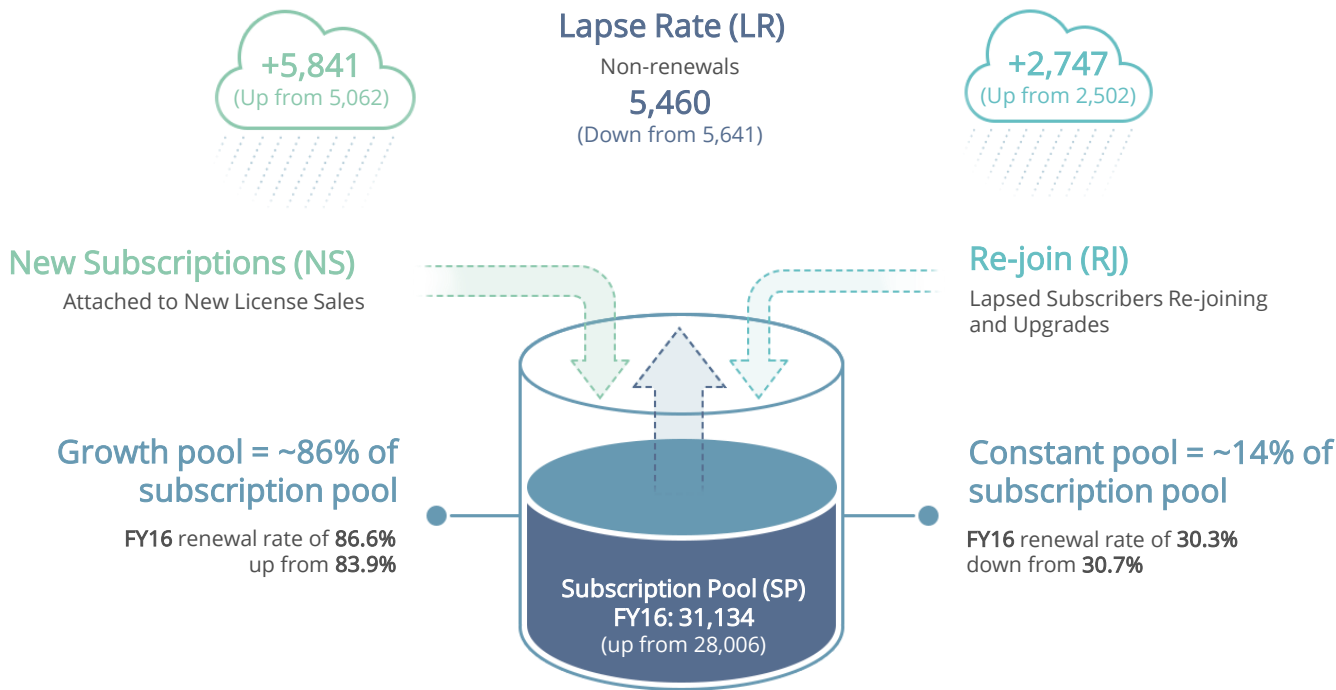 +5,841
(Up from 5,062)
Lapse Rate (LR)
Non-renewals
5,460
(Down from 5,641)
+2,747
(Up from 2,502)
New Subscriptions (NS)
Attached to New License Sales
Re-join (RJ)
Lapsed Subscribers Re-joining
and Upgrades
Growth pool = ~86% of
subscription pool
FY16 renewal rate of 86.6%
up from 83.9%
Constant pool = ~14% of
subscription pool
FY16 renewal rate of 30.3%
down from 30.7%
Subscription Pool (SP)
FY16: 31,134
(up from 28,006)